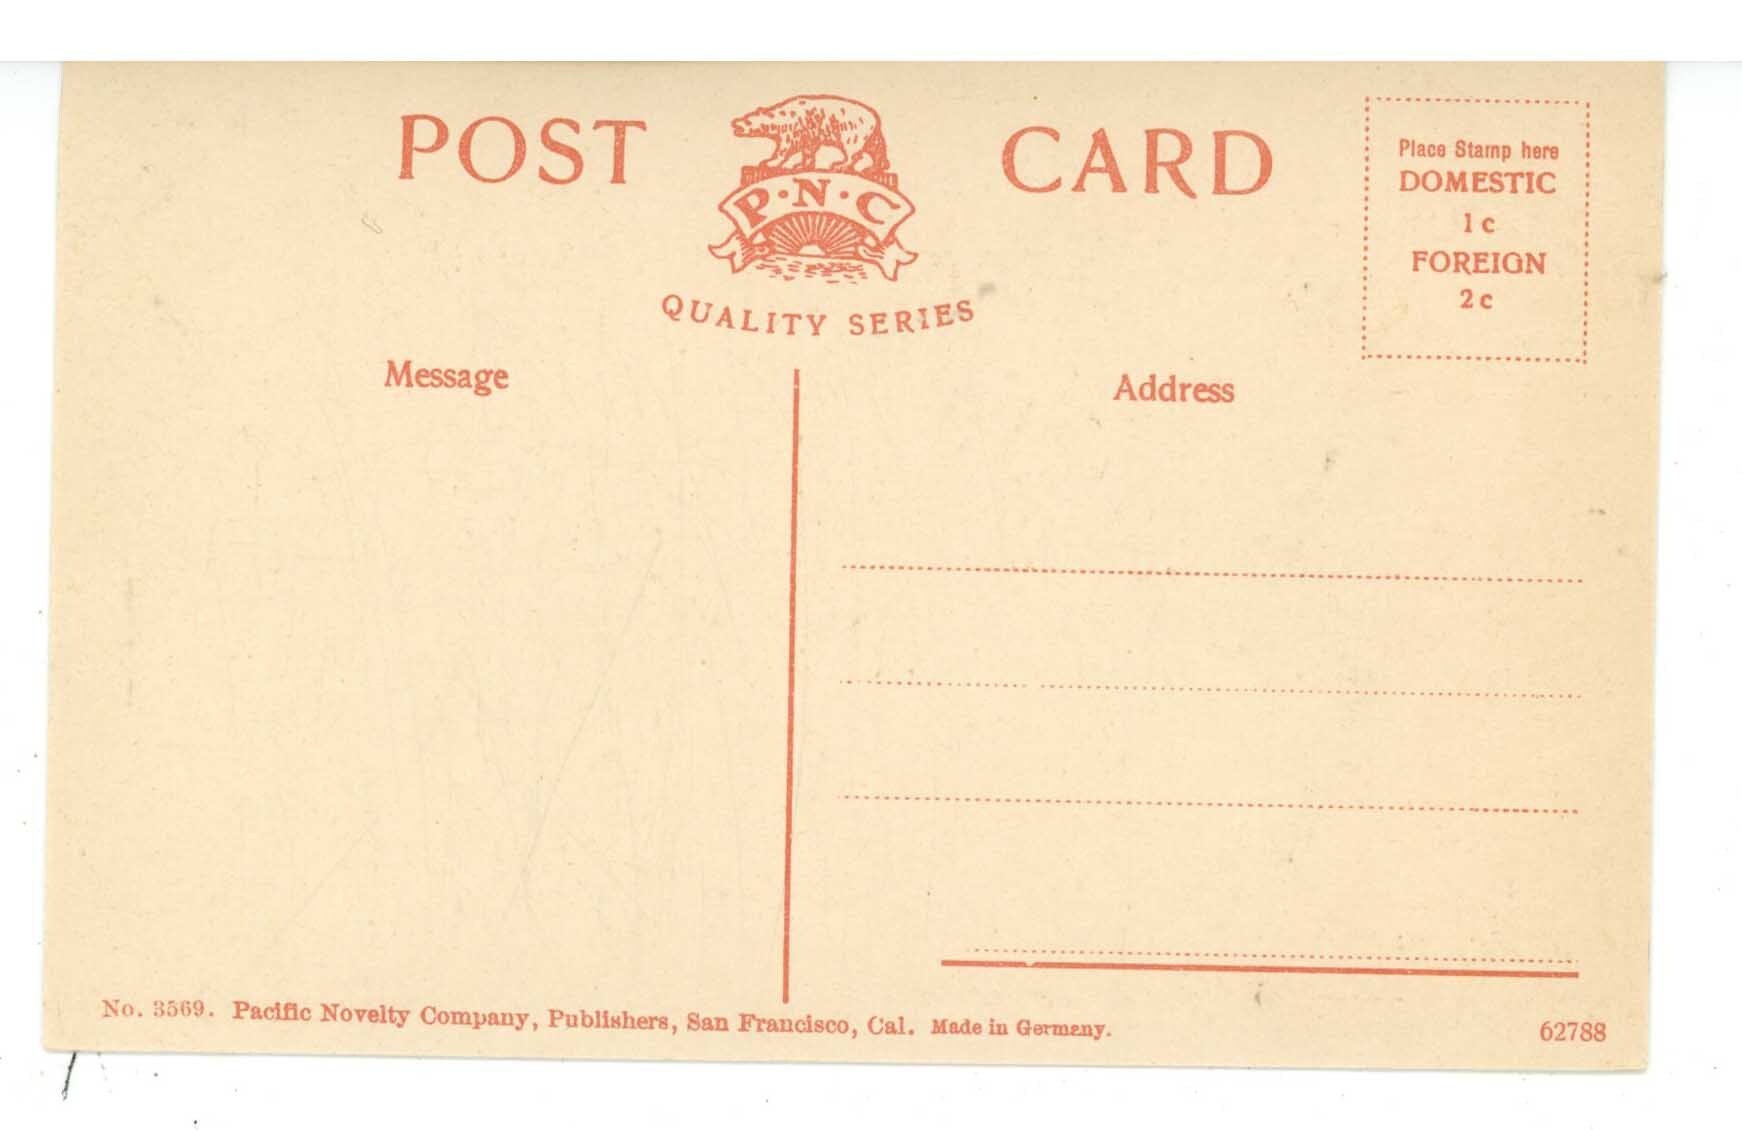 POST CARD
P·N·C
QUALITY SERIES
Place Stamp here
DOMESTIC
1c
FOREIGN
2c
Message
Address
No. 3569. Pacific Novelty Company, Publishers, San Francisco, Cal. Made in Germany.
62788